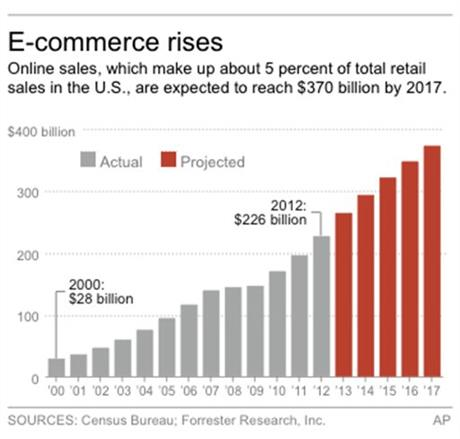 E-commerce rises
Online sales, which make up about 5 percent of total retail
sales in the U.S., are expected to reach $370 billion by 2017.
$400 billion
Actual
Projected
300
2012:
$226 billion
200
2000:
$28 billion
100
0
'00 '01 '02 '03 '04 '05 '06 '07 '08 '09 '10 '11 '12 '13 '14 '15 '16 '17
SOURCES: Census Bureau; Forrester Research, Inc. AP